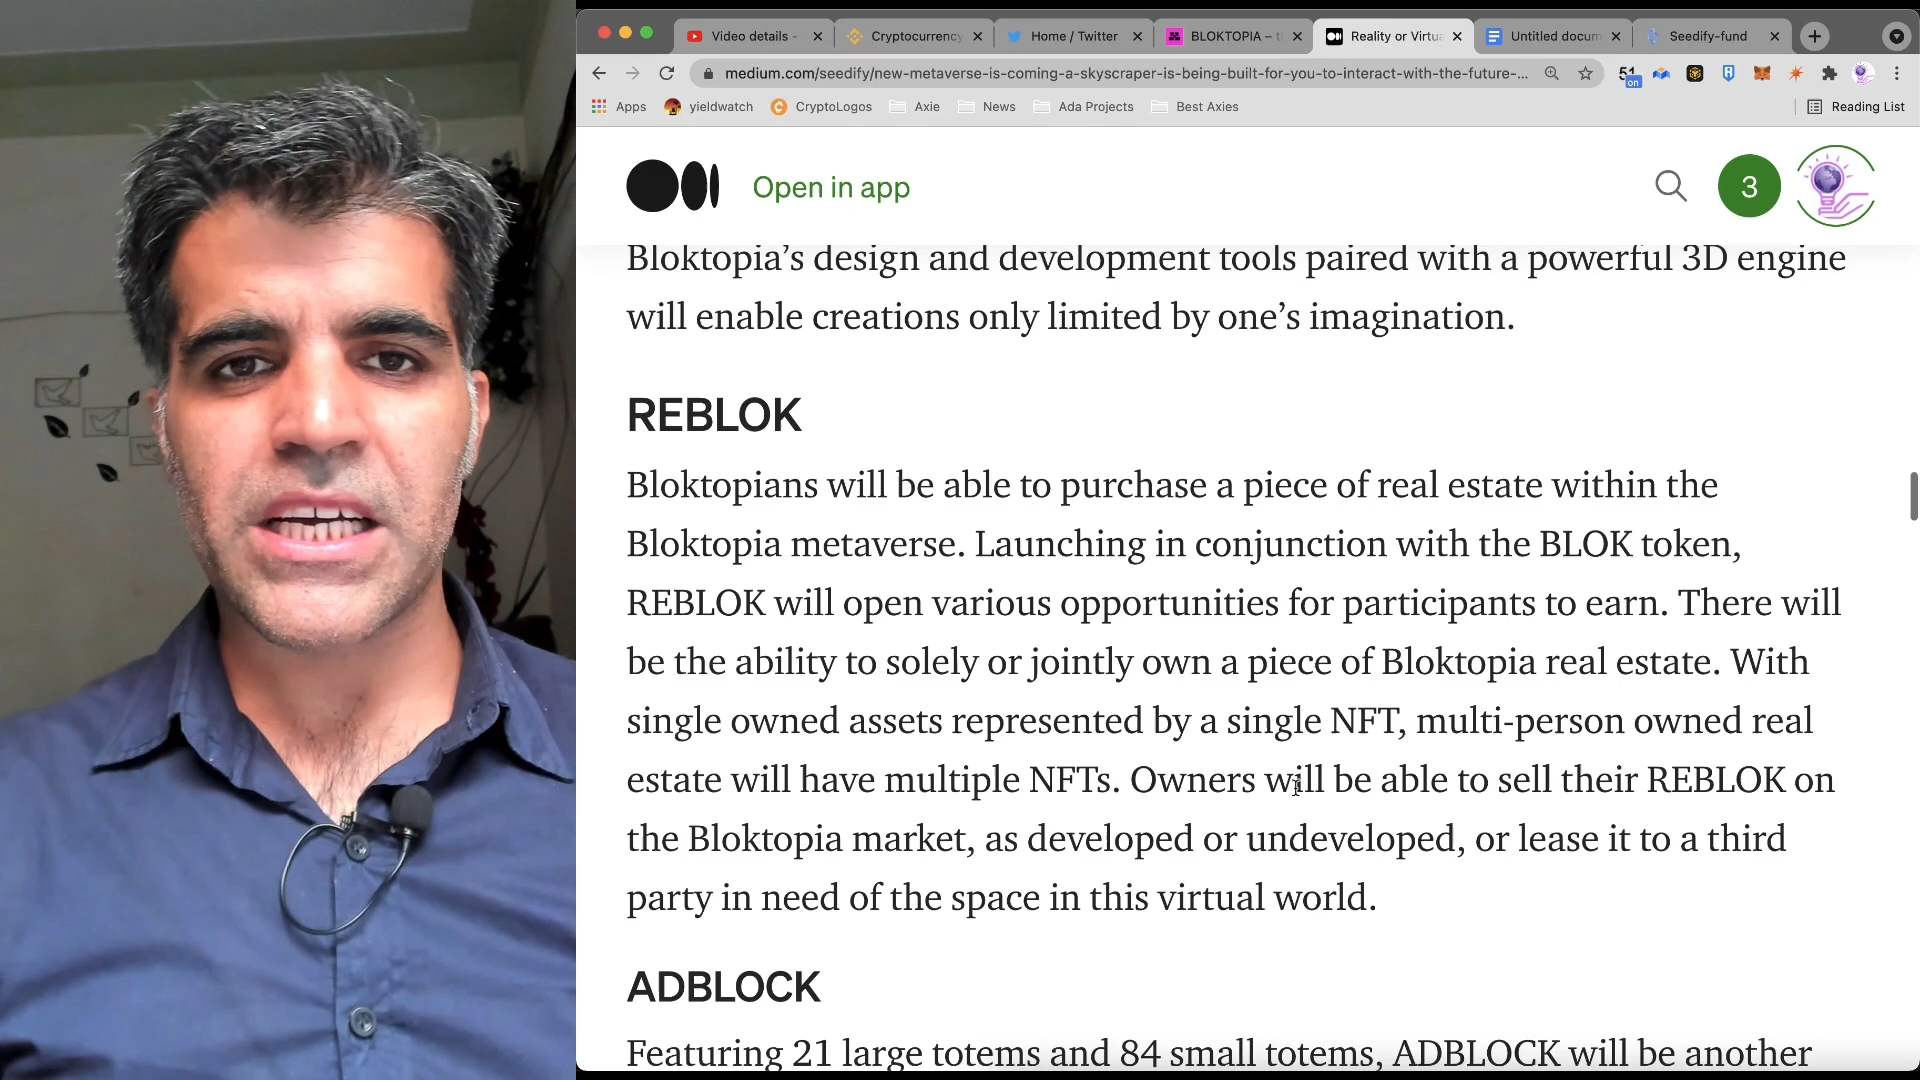 Video details -
Cryptocurrency
Home / Twitter
BLOKTOPIA – t
Reality or Virtua
Untitled docum
Seedify-fund
medium.com/seedify/new-metaverse-is-coming-a-skyscraper-is-being-built-for-you-to-interact-with-the-future-...
51
on
Apps
yieldwatch
CryptoLogos
Axie
News
Ada Projects
Best Axies
Reading List
Open in app
3
Bloktopia’s design and development tools paired with a powerful 3D engine
will enable creations only limited by one’s imagination.
REBLOK
Bloktopians will be able to purchase a piece of real estate within the
Bloktopia metaverse. Launching in conjunction with the BLOK token,
REBLOK will open various opportunities for participants to earn. There will
be the ability to solely or jointly own a piece of Bloktopia real estate. With
single owned assets represented by a single NFT, multi-person owned real
estate will have multiple NFTs. Owners will be able to sell their REBLOK on
the Bloktopia market, as developed or undeveloped, or lease it to a third
party in need of the space in this virtual world.
ADBLOCK
Featuring 21 large totems and 84 small totems, ADBLOCK will be another